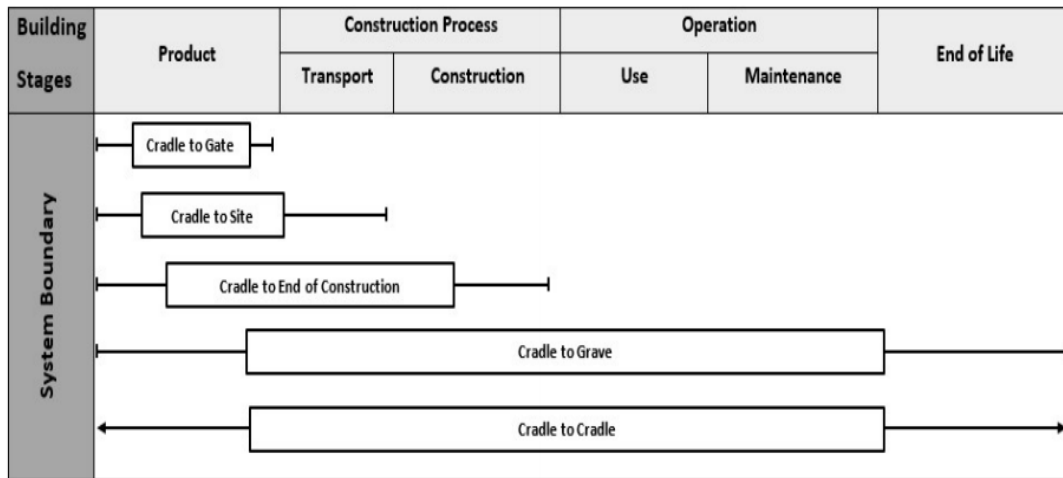 Building
Stages
Product
Construction Process
Operation
End of Life
Transport
Construction
Use
Maintenance
System Boundary
Cradle to Gate
Cradle to Site
Cradle to End of Construction
Cradle to Grave
Cradle to Cradle